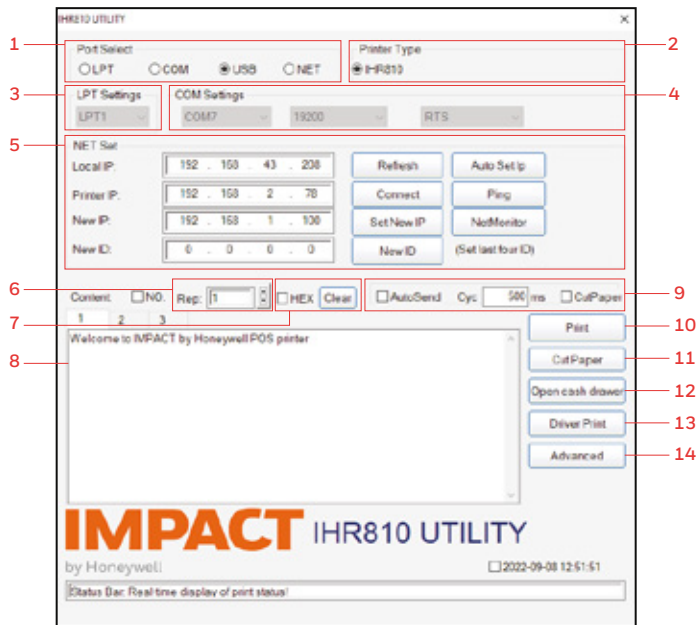 IHR810 UTILITY
1 Port Select
LPT COM USB NET
2 Printer Type
IHR810
3 LPT Settings
LPT1
4 COM Settings
COM7 19200 RTS
5 NET Set
Local IP: 192 . 168 . 43 . 208 Refresh Auto Set Ip
Printer IP: 192 . 168 . 2 . 78 Connect Ping
New IP: 192 . 168 . 1 . 100 Set New IP NetMonitor
New ID: 0 . 0 . 0 . 0 New ID (Set last four ID)
6 Content: NO. Rep: 1 HEX Clear AutoSend Cyc 500 ms CutPaper 9
7
1 2 3
8 Welcome to IMPACT by Honeywell POS printer
Print 10
CutPaper 11
Open cash drawer 12
Driver Print 13
Advanced 14
IMPACT IHR810 UTILITY
by Honeywell
2022-09-08 12:51:51
Status Bar: Real time display of print status!